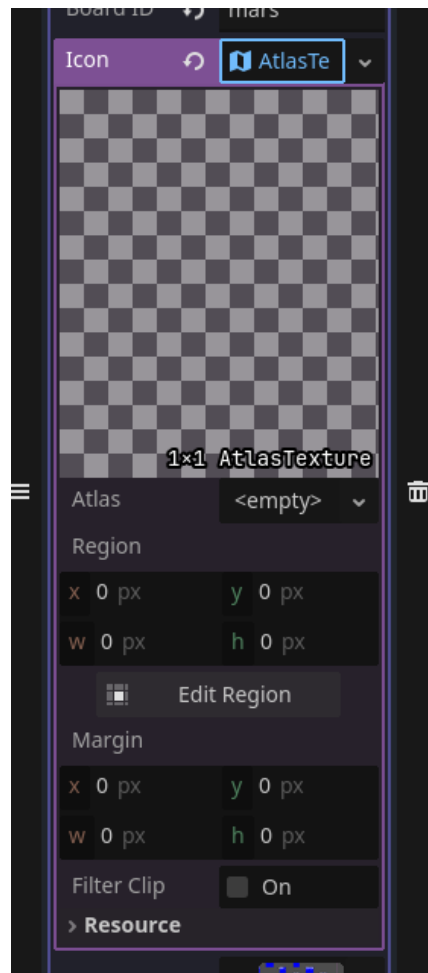 Board ID mars
Icon AtlasTe
1×1 AtlasTexture
Atlas <empty>
Region
x 0 px y 0 px
w 0 px h 0 px
Edit Region
Margin
x 0 px y 0 px
w 0 px h 0 px
Filter Clip On
> Resource